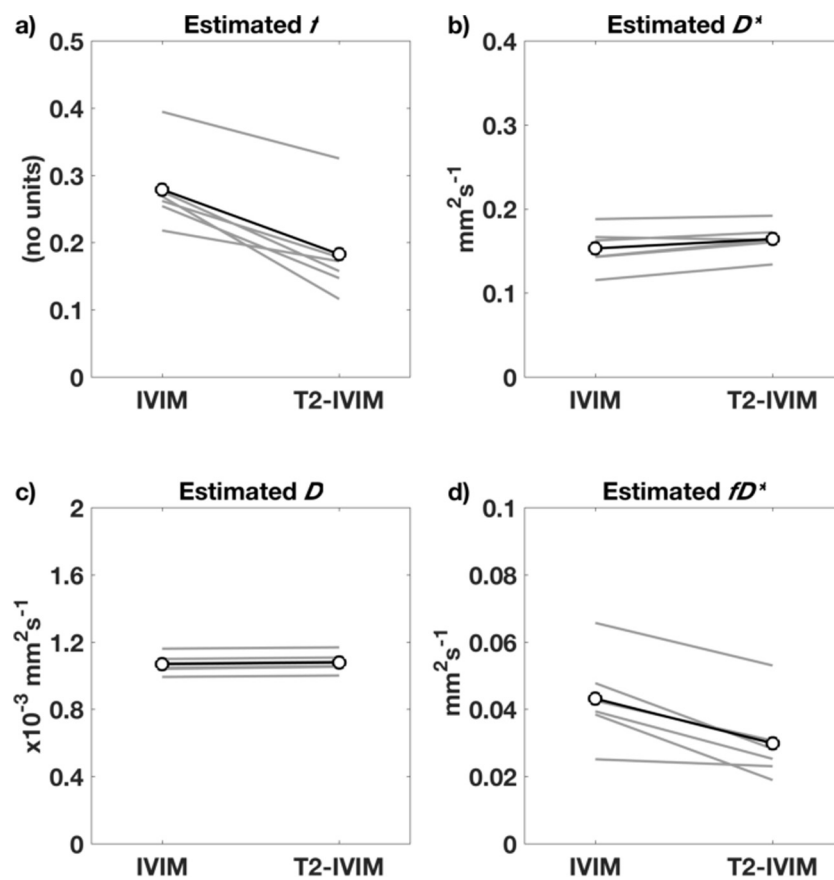 a) Estimated f
0.5
0.4
0.3
0.2
0.1
0
(no units)
IVIM T2-IVIM
b) Estimated D*
0.4
0.3
0.2
0.1
0
mm²s⁻¹
IVIM T2-IVIM
c) Estimated D
2
1.6
1.2
0.8
0.4
0
x10⁻³ mm²s⁻¹
IVIM T2-IVIM
d) Estimated fD*
0.1
0.08
0.06
0.04
0.02
0
mm²s⁻¹
IVIM T2-IVIM